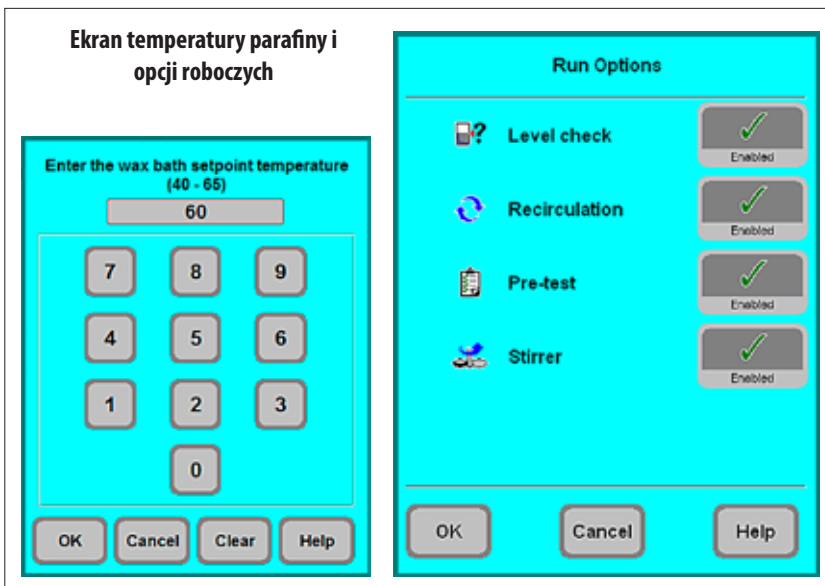 Ekran temperatury parafiny i
opcji roboczych
Enter the wax bath setpoint temperature
(40 - 65)
60
7 8 9
4 5 6
1 2 3
0
OK Cancel Clear Help
Run Options
? Level check
Enabled
Recirculation
Enabled
Pre-test
Enabled
Stirrer
Enabled
OK Cancel Help